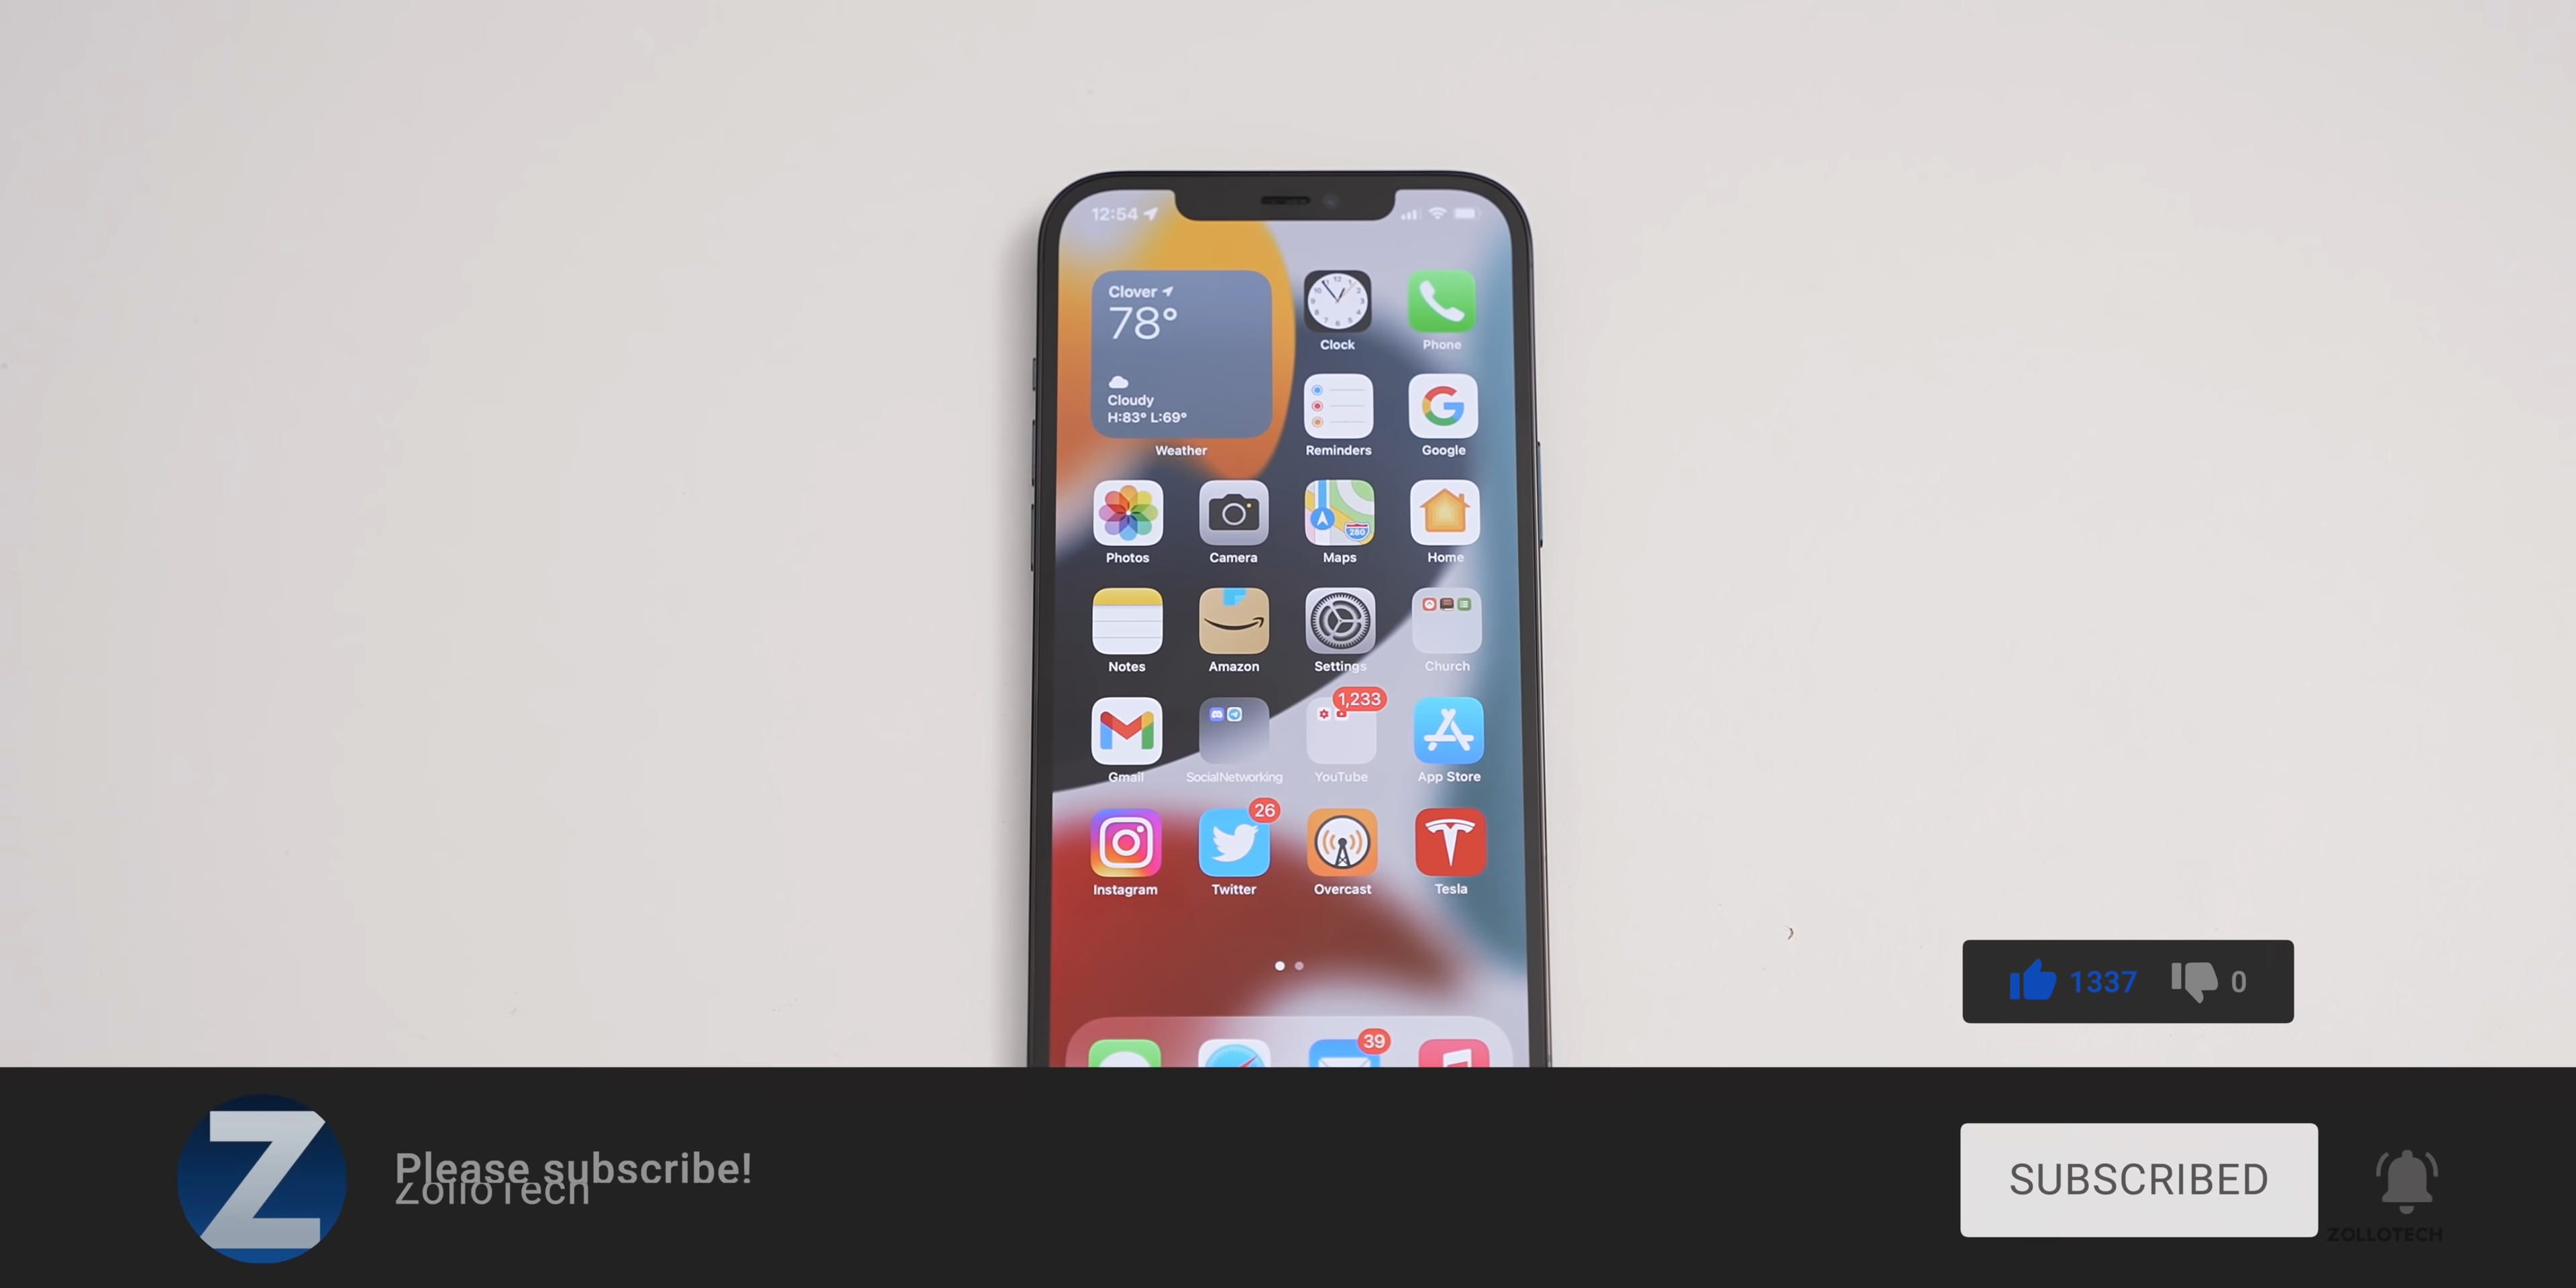 12:54
Clover
78°
Cloudy
H:83° L:69°
Weather
Clock
Phone
Reminders
Google
Photos
Camera
Maps
280
Home
Notes
Amazon
Settings
Church
1,233
Gmail
SocialNetworking
YouTube
App Store
26
Instagram
Twitter
Overcast
Tesla
39
1337
0
Z
Please subscribe!
ZolloTech
SUBSCRIBED
ZOLLOTECH